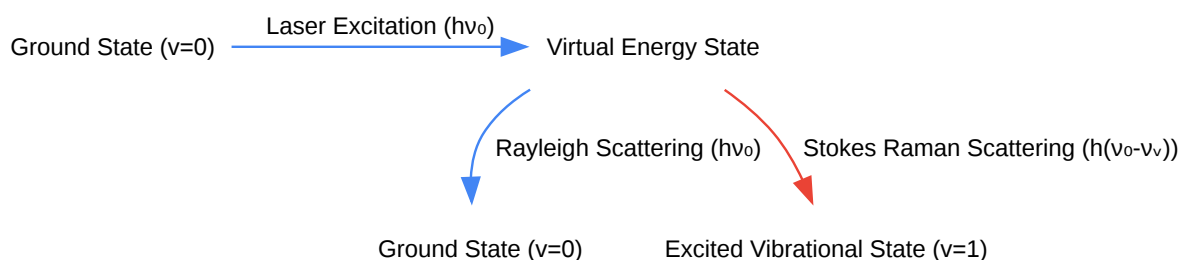 Laser Excitation (hν₀)
Ground State (v=0)
Virtual Energy State
Rayleigh Scattering (hν₀)
Stokes Raman Scattering (h(ν₀-νᵥ))
Ground State (v=0)
Excited Vibrational State (v=1)